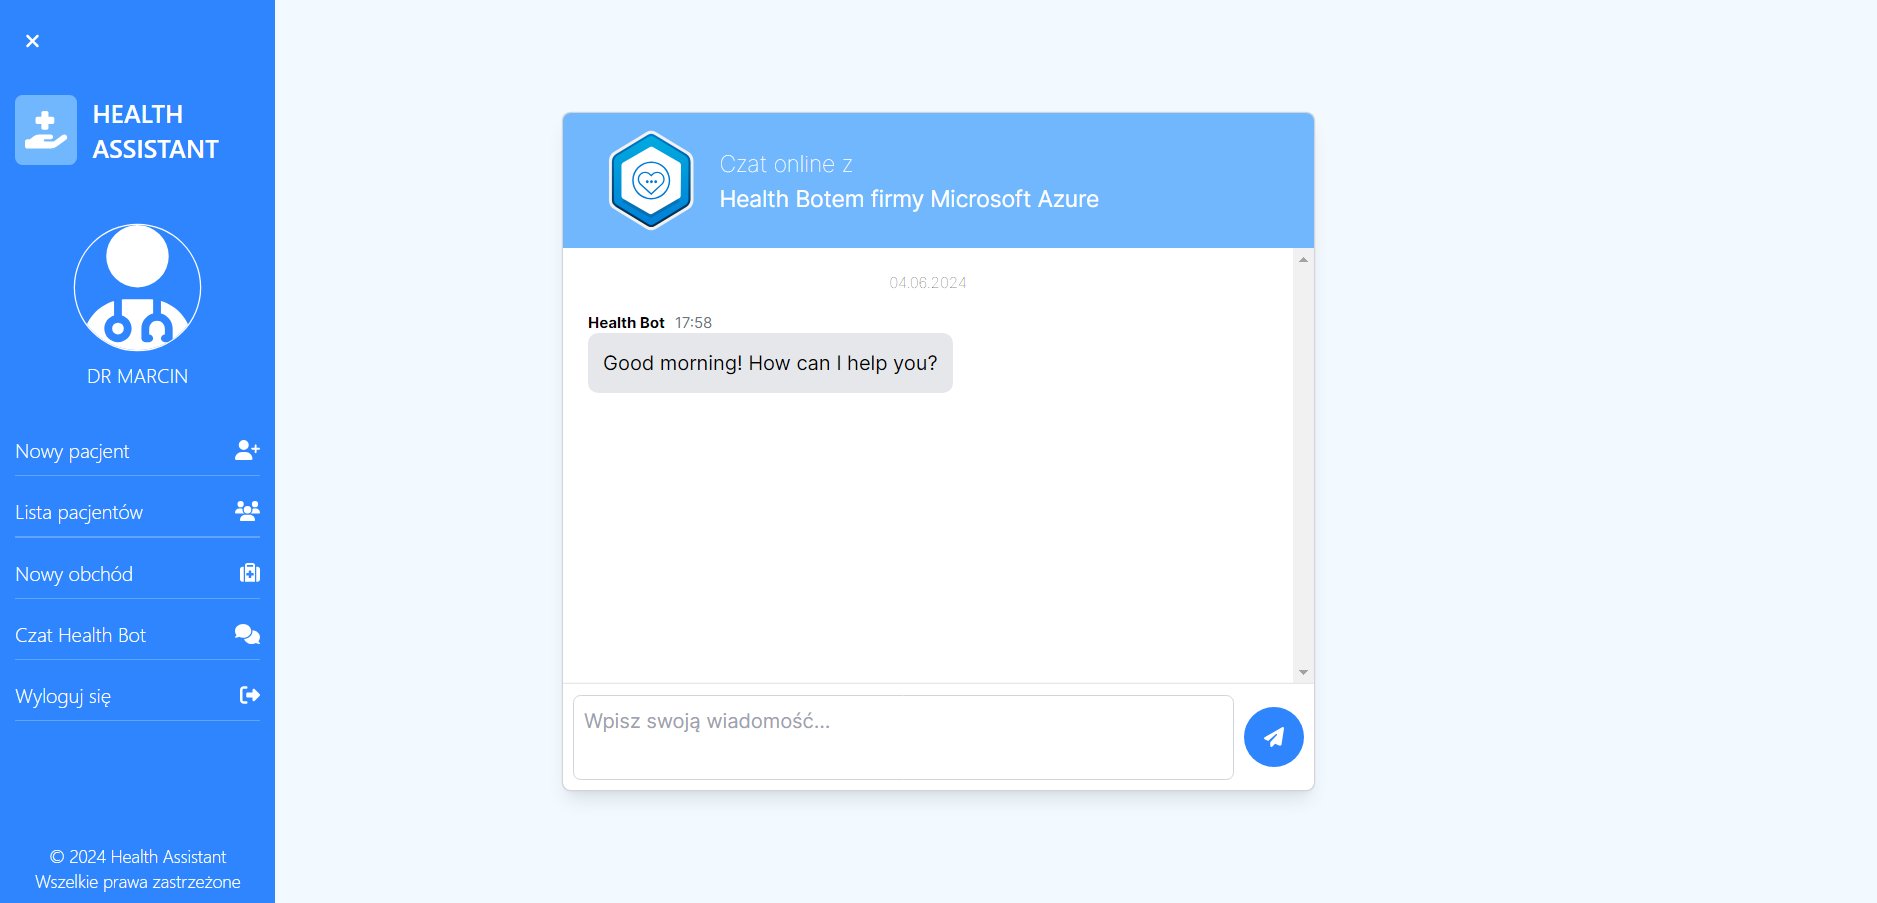 HEALTH
ASSISTANT
DR MARCIN
Nowy pacjent
Lista pacjentów
Nowy obchód
Czat Health Bot
Wyloguj się
© 2024 Health Assistant
Wszelkie prawa zastrzeżone
Czat online z
Health Botem firmy Microsoft Azure
04.06.2024
Health Bot 17:58
Good morning! How can I help you?
Wpisz swoją wiadomość...